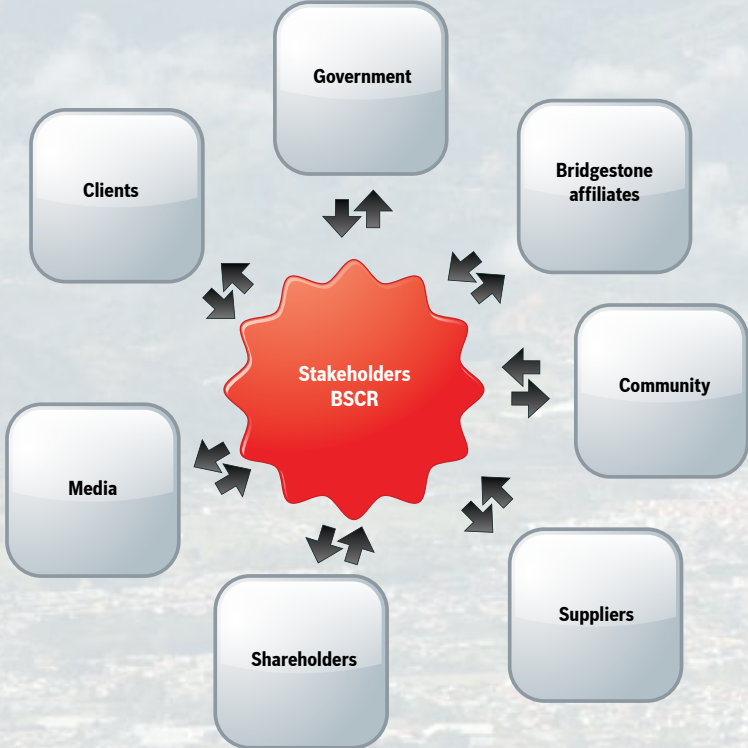 Government
Clients
Bridgestone
affiliates
Stakeholders
BSCR
Community
Media
Suppliers
Shareholders